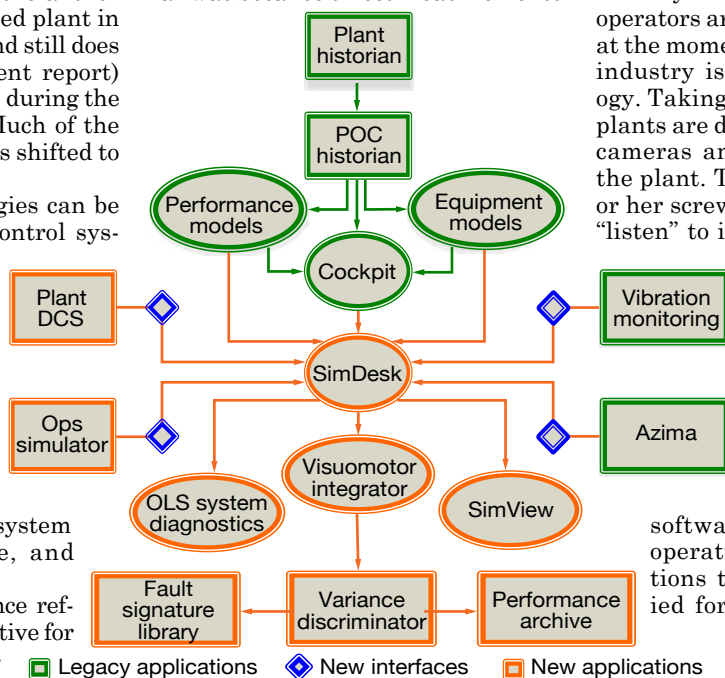 ed plant in
nd still does
ent report)
during the
Much of the
s shifted to
gies can be
ontrol sys-
Plant
historian
POC
historian
Performance
models
Equipment
models
Cockpit
operators an
at the mome
industry is
ogy. Taking
plants are d
cameras an
the plant. T
or her screw
“listen” to i
Plant
DCS
Vibration
monitoring
SimDesk
Ops
simulator
Azima
Visuomotor
integrator
OLS system
diagnostics
SimView
system
e, and
nce ref-
tive for
softwa
operati
tions t
ied for
Fault
signature
library
Variance
discriminator
Performance
archive
Legacy applications
New interfaces
New applications